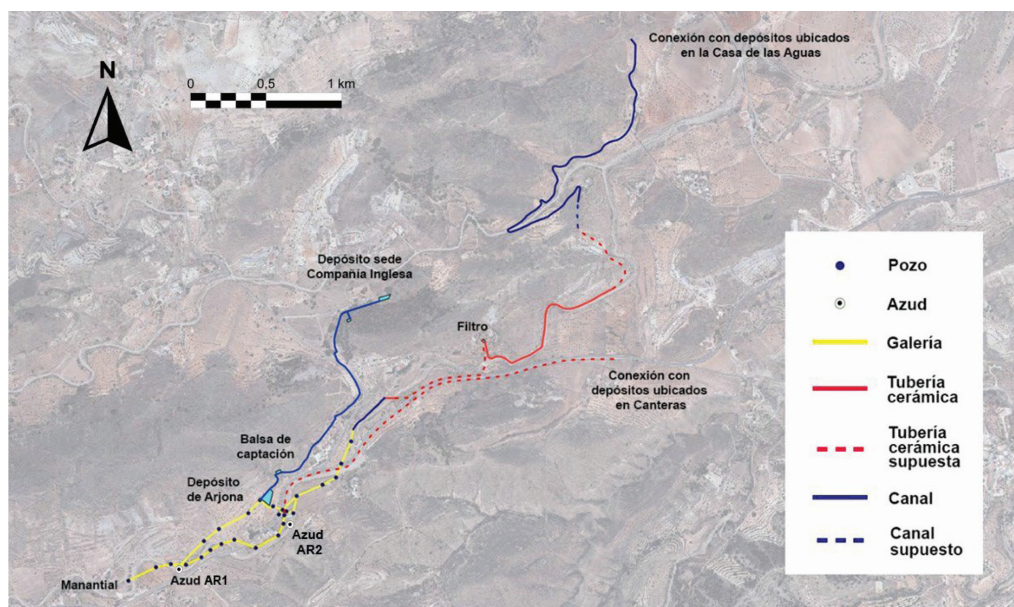 Conexión con depósitos ubicados
en la Casa de las Aguas
N
0 0,5 1 km
Depósito sede
Compañía Inglesa
Filtro
Conexión con
depósitos ubicados
en Canteras
Balsa de
captación
Depósito
de Arjona
Azud
AR2
Azud AR1
Manantial
Pozo
Azud
Galería
Tubería
cerámica
Tubería
cerámica
supuesta
Canal
Canal
supuesto